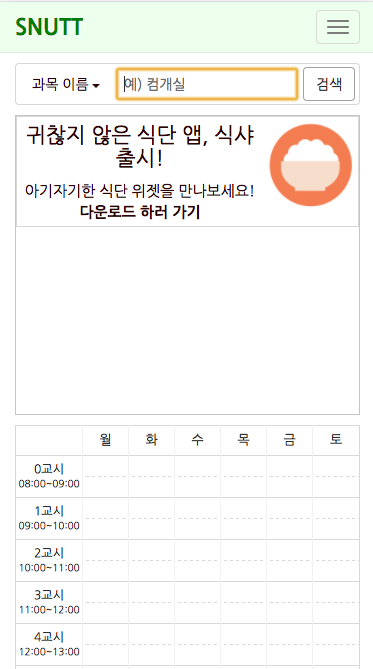 SNUTT
과목 이름
예) 컴개실
검색
귀찮지 않은 식단 앱, 식샤
출시!
아기자기한 식단 위젯을 만나보세요!
다운로드 하러 가기
월 화 수 목 금 토
0교시
08:00~09:00
1교시
09:00~10:00
2교시
10:00~11:00
3교시
11:00~12:00
4교시
12:00~13:00